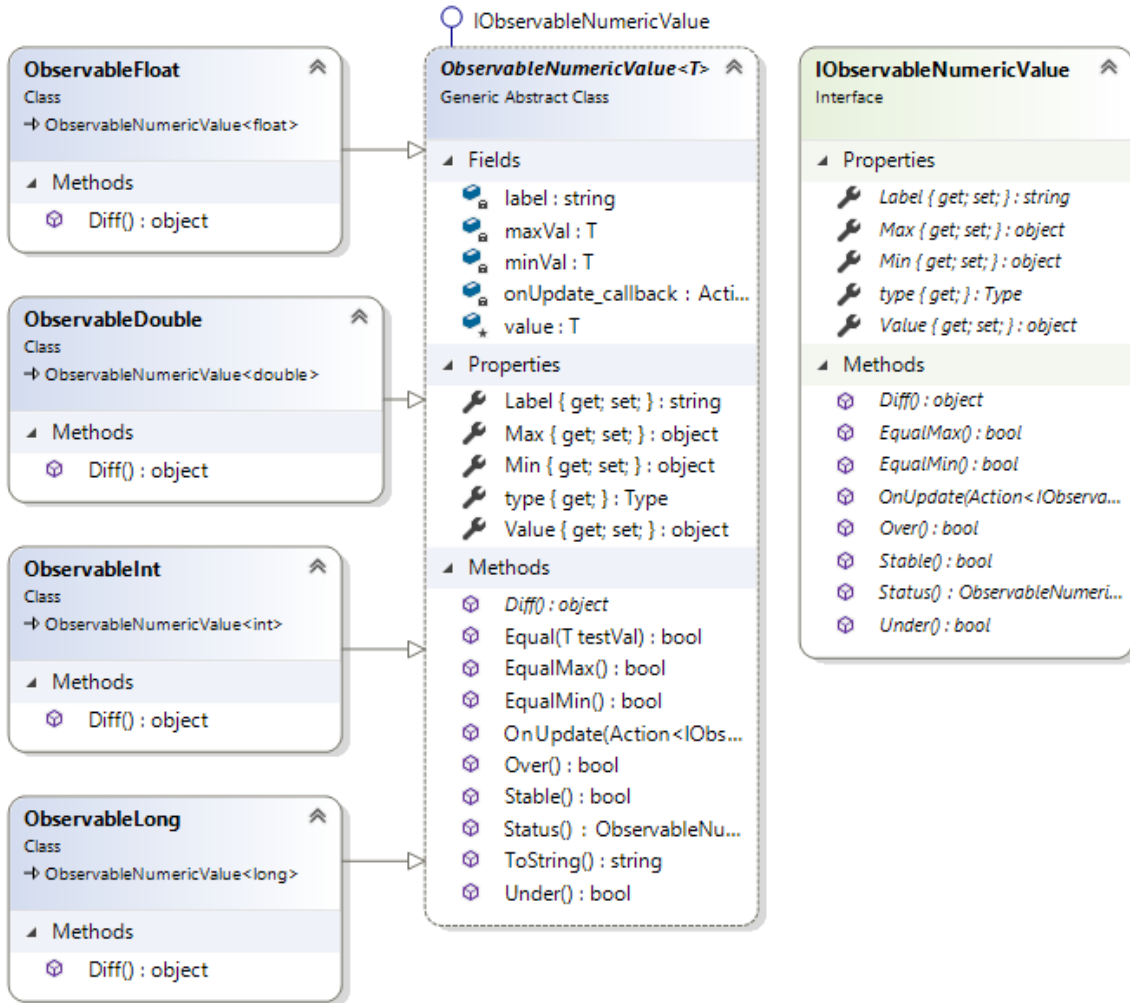 IObservableNumericValue
ObservableFloat
Class
ObservableNumericValue<float>
Methods
Diff() : object
ObservableDouble
Class
ObservableNumericValue<double>
Methods
Diff() : object
ObservableInt
Class
ObservableNumericValue<int>
Methods
Diff() : object
ObservableLong
Class
ObservableNumericValue<long>
Methods
Diff() : object
ObservableNumericValue<T>
Generic Abstract Class
Fields
label : string
maxVal : T
minVal : T
onUpdate_callback : Acti...
value : T
Properties
Label { get; set; } : string
Max { get; set; } : object
Min { get; set; } : object
type { get; } : Type
Value { get; set; } : object
Methods
Diff() : object
Equal(T testVal) : bool
EqualMax() : bool
EqualMin() : bool
OnUpdate(Action<IObs...
Over() : bool
Stable() : bool
Status() : ObservableNu...
ToString() : string
Under() : bool
IObservableNumericValue
Interface
Properties
Label { get; set; } : string
Max { get; set; } : object
Min { get; set; } : object
type { get; } : Type
Value { get; set; } : object
Methods
Diff() : object
EqualMax() : bool
EqualMin() : bool
OnUpdate(Action<IObserva...
Over() : bool
Stable() : bool
Status() : ObservableNumeri...
Under() : bool